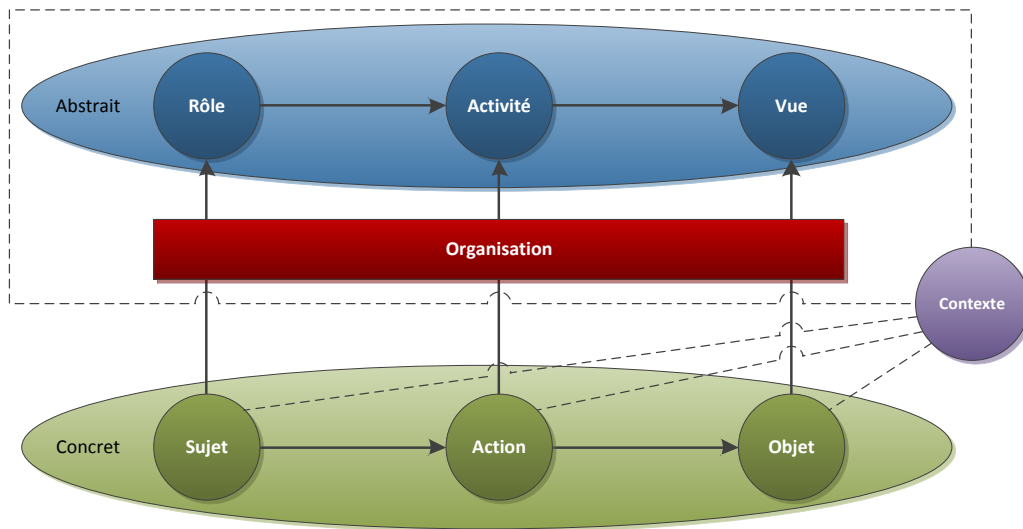 Abstrait
Rôle
Activité
Vue
Organisation
Contexte
Concret
Sujet
Action
Objet